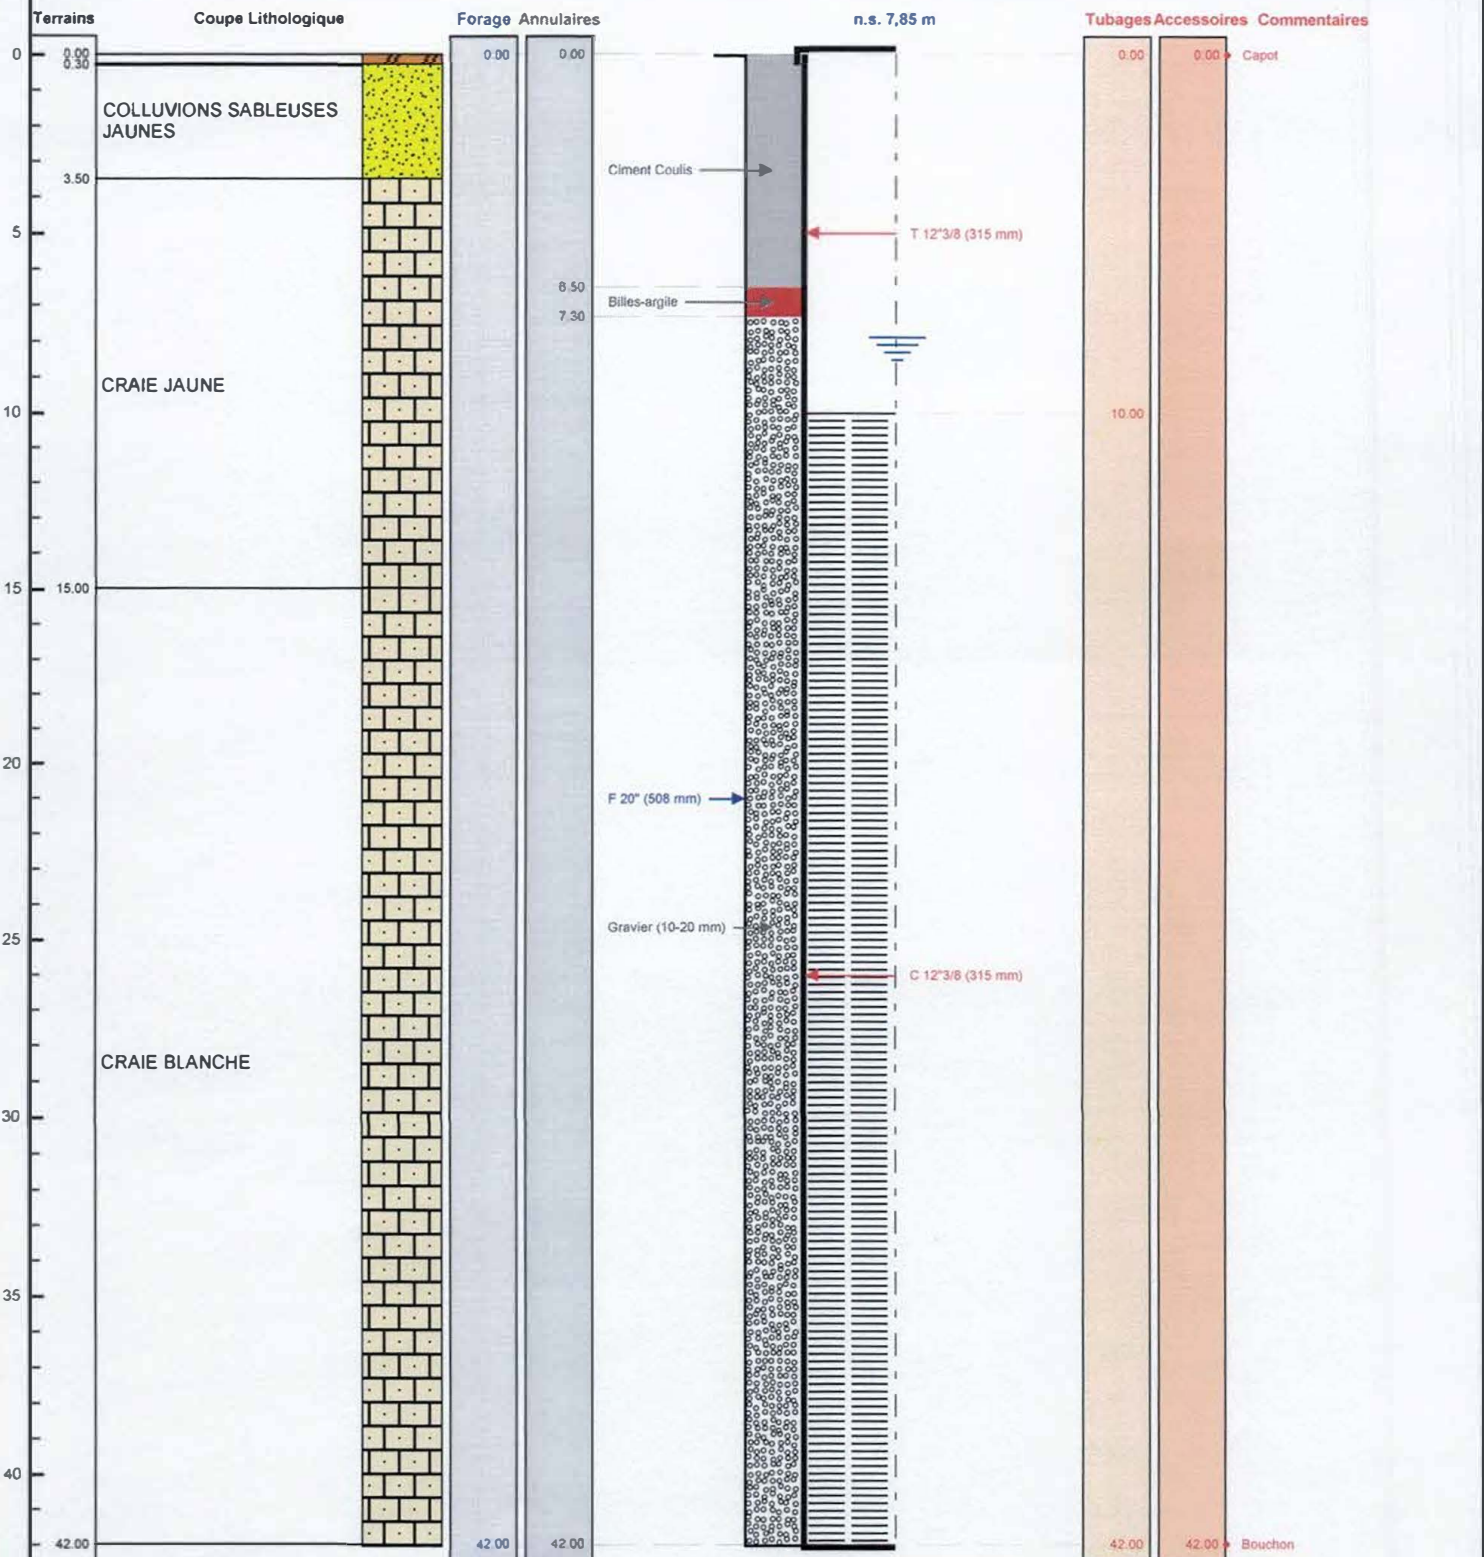 Terrains Coupe Lithologique Forage Annulaires n.s. 7,85 m Tubages Accessoires Commentaires
0 0.00 0.00 0.00 0.00 0.00 Capot
0.30
COLLUVIONS SABLEUSES
JAUNES
Ciment Coulis
3.50
5 T 12"3/8 (315 mm)
6.50
Billes-argile
7.30
CRAIE JAUNE
10 10.00
15 15.00
20
F 20" (508 mm)
Gravier (10-20 mm)
25
C 12"3/8 (315 mm)
CRAIE BLANCHE
30
35
40
42.00 42.00 42.00 42.00 42.00 Bouchon